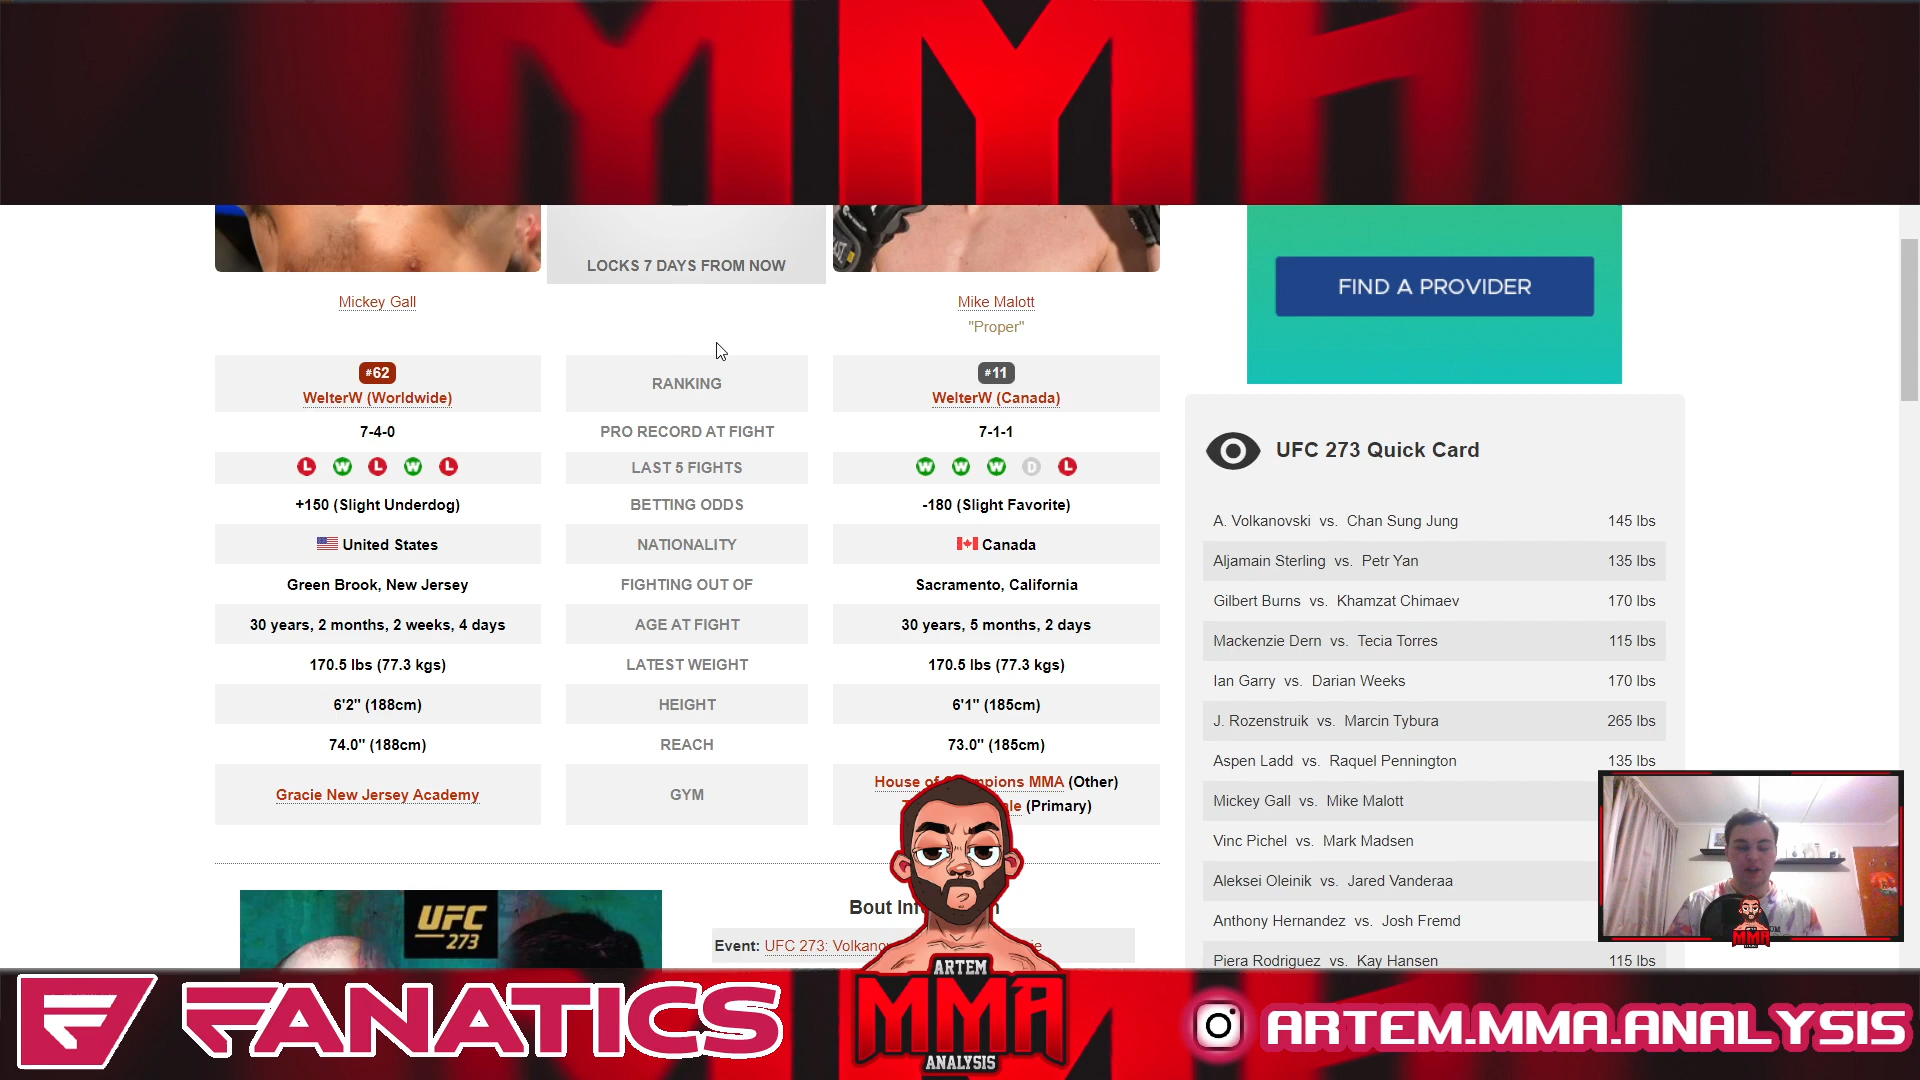 MMA
LOCKS 7 DAYS FROM NOW
Mickey Gall
Mike Malott
"Proper"
#62
WelterW (Worldwide)
RANKING
#11
WelterW (Canada)
7-4-0
PRO RECORD AT FIGHT
7-1-1
L W L W L
LAST 5 FIGHTS
W W W D L
+150 (Slight Underdog)
BETTING ODDS
-180 (Slight Favorite)
United States
NATIONALITY
Canada
Green Brook, New Jersey
FIGHTING OUT OF
Sacramento, California
30 years, 2 months, 2 weeks, 4 days
AGE AT FIGHT
30 years, 5 months, 2 days
170.5 lbs (77.3 kgs)
LATEST WEIGHT
170.5 lbs (77.3 kgs)
6'2" (188cm)
HEIGHT
6'1" (185cm)
74.0" (188cm)
REACH
73.0" (185cm)
Gracie New Jersey Academy
GYM
House of mpions MMA (Other)
(Primary)
UFC
273
Bout
Event: UFC 273:
FIND A PROVIDER
UFC 273 Quick Card
A. Volkanovski vs. Chan Sung Jung 145 lbs
Aljamain Sterling vs. Petr Yan 135 lbs
Gilbert Burns vs. Khamzat Chimaev 170 lbs
Mackenzie Dern vs. Tecia Torres 115 lbs
Ian Garry vs. Darian Weeks 170 lbs
J. Rozenstruik vs. Marcin Tybura 265 lbs
Aspen Ladd vs. Raquel Pennington 135 lbs
Mickey Gall vs. Mike Malott
Vinc Pichel vs. Mark Madsen
Aleksei Oleinik vs. Jared Vanderaa
Anthony Hernandez vs. Josh Fremd
Piera Rodriguez vs. Kay Hansen 115 lbs
MMA
FANATICS
ARTEM
MMA
ANALYSIS
ARTEM.MMA.ANALYSIS